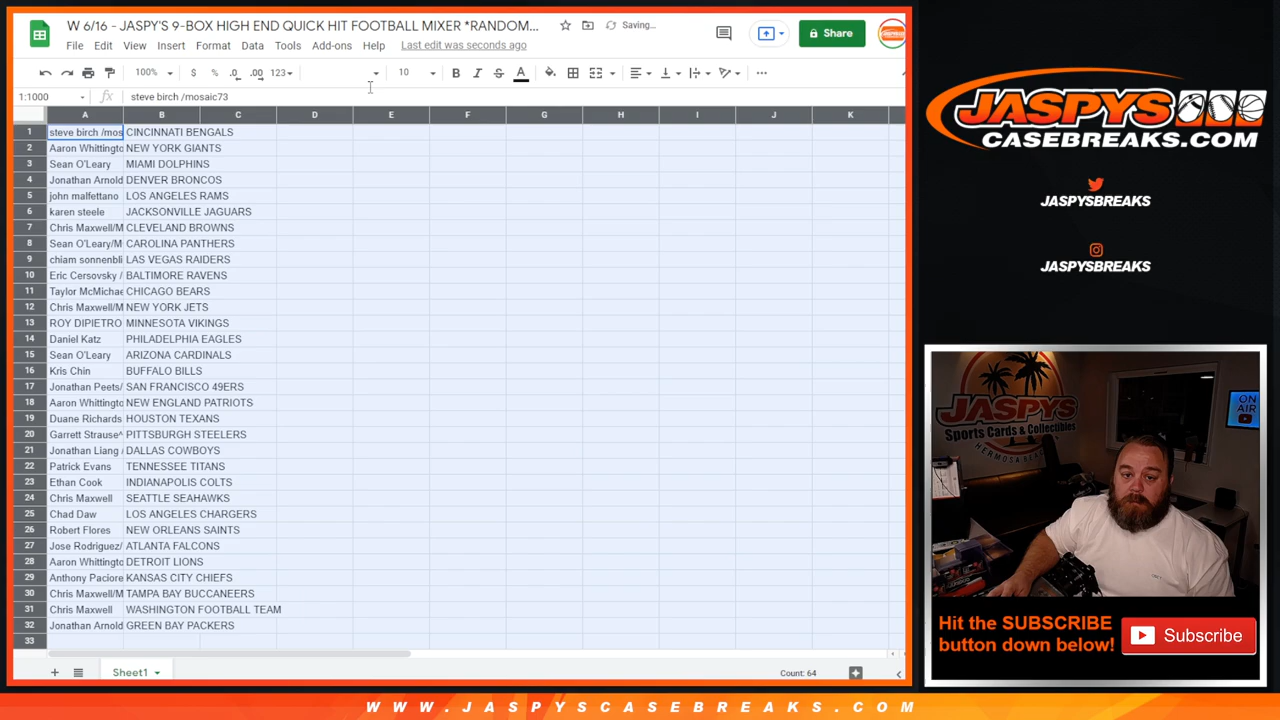 W 6/16 - JASPY'S 9-BOX HIGH END QUICK HIT FOOTBALL MIXER *RANDOM...
Saving...
File Edit View Insert Format Data Tools Add-ons Help Last edit was seconds ago
Share
100% $ % .0 .00 123 10 B I S A
1:1000 fx steve birch /mosaic73
A B C D E F G H I J K
1 steve birch /mos CINCINNATI BENGALS
2 Aaron Whittingto NEW YORK GIANTS
3 Sean O'Leary MIAMI DOLPHINS
4 Jonathan Arnold DENVER BRONCOS
5 john malfettano LOS ANGELES RAMS
6 karen steele JACKSONVILLE JAGUARS
7 Chris Maxwell/M CLEVELAND BROWNS
8 Sean O'Leary/M CAROLINA PANTHERS
9 chiam sonnenbli LAS VEGAS RAIDERS
10 Eric Cersovsky / BALTIMORE RAVENS
11 Taylor McMichae CHICAGO BEARS
12 Chris Maxwell/M NEW YORK JETS
13 ROY DIPIETRO MINNESOTA VIKINGS
14 Daniel Katz PHILADELPHIA EAGLES
15 Sean O'Leary ARIZONA CARDINALS
16 Kris Chin BUFFALO BILLS
17 Jonathan Peets/ SAN FRANCISCO 49ERS
18 Aaron Whittingto NEW ENGLAND PATRIOTS
19 Duane Richards HOUSTON TEXANS
20 Garrett Strause^ PITTSBURGH STEELERS
21 Jonathan Liang / DALLAS COWBOYS
22 Patrick Evans TENNESSEE TITANS
23 Ethan Cook INDIANAPOLIS COLTS
24 Chris Maxwell SEATTLE SEAHAWKS
25 Chad Daw LOS ANGELES CHARGERS
26 Robert Flores NEW ORLEANS SAINTS
27 Jose Rodriguez/ ATLANTA FALCONS
28 Aaron Whittingto DETROIT LIONS
29 Anthony Paciore KANSAS CITY CHIEFS
30 Chris Maxwell/M TAMPA BAY BUCCANEERS
31 Chris Maxwell WASHINGTON FOOTBALL TEAM
32 Jonathan Arnold GREEN BAY PACKERS
33
Sheet1
Count: 64
JASPYS
CASEBREAKS.COM
JASPYSBREAKS
JASPYSBREAKS
JASPYS
Sports Cards & Collectibles
HERMOSA BEACH
ON
AIR
Hit the SUBSCRIBE
button down below!
Subscribe
WWW.JASPYSCASEBREAKS.COM